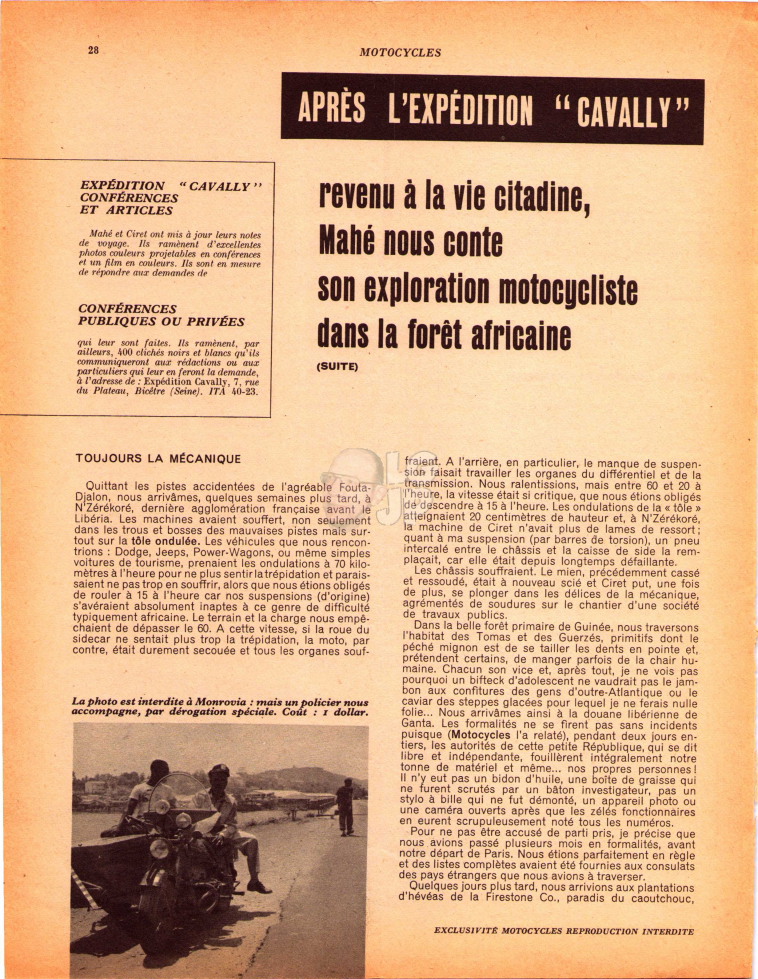 28
MOTOCYCLES
APRÈS L'EXPÉDITION "CAVALLY"
EXPÉDITION "CAVALLY"
CONFÉRENCES
ET ARTICLES
Mahé et Ciret ont mis à jour leurs notes
de voyage. Ils ramènent d'excellentes
photos couleurs projetables en conférences
et un film en couleurs. Ils sont en mesure
de répondre aux demandes de
CONFÉRENCES
PUBLIQUES OU PRIVÉES
qui leur sont faites. Ils ramènent, par
ailleurs, 400 clichés noirs et blancs qu'ils
communiqueront aux rédactions ou aux
particuliers qui leur en feront la demande,
à l'adresse de : Expédition Cavally, 7, rue
du Plateau, Bicêtre (Seine). ITA 40-23.
revenu à la vie citadine,
Mahé nous conte
son exploration motocycliste
dans la forêt africaine
(SUITE)
TOUJOURS LA MÉCANIQUE
Quittant les pistes accidentées de l'agréable Fouta-
Djalon, nous arrivâmes, quelques semaines plus tard, à
N'Zérékoré, dernière agglomération française avant le
Libéria. Les machines avaient souffert, non seulement
dans les trous et bosses des mauvaises pistes mais sur-
tout sur la tôle ondulée. Les véhicules que nous rencon-
trions : Dodge, Jeeps, Power-Wagons, ou même simples
voitures de tourisme, prenaient les ondulations à 70 kilo-
mètres à l'heure pour ne plus sentir la trépidation et parais-
saient ne pas trop en souffrir, alors que nous étions obligés
de rouler à 15 à l'heure car nos suspensions (d'origine)
s'avéraient absolument inaptes à ce genre de difficulté
typiquement africaine. Le terrain et la charge nous empê-
chaient de dépasser le 60. A cette vitesse, si la roue du
sidecar ne sentait plus trop la trépidation, la moto, par
contre, était durement secouée et tous les organes souf-
La photo est interdite à Monrovia : mais un policier nous
accompagne, par dérogation spéciale. Coût : 1 dollar.
fraient. A l'arrière, en particulier, le manque de suspen-
sion faisait travailler les organes du différentiel et de la
transmission. Nous ralentissions, mais entre 60 et 20 à
l'heure, la vitesse était si critique, que nous étions obligés
de descendre à 15 à l'heure. Les ondulations de la « tôle »
atteignaient 20 centimètres de hauteur et, à N'Zérékoré,
la machine de Ciret n'avait plus de lames de ressort ;
quant à ma suspension (par barres de torsion), un pneu
intercalé entre le châssis et la caisse de side la rem-
plaçait, car elle était depuis longtemps défaillante.
Les châssis souffraient. Le mien, précédemment cassé
et ressoudé, était à nouveau scié et Ciret put, une fois
de plus, se plonger dans les délices de la mécanique,
agrémentés de soudures sur le chantier d'une société
de travaux publics.
Dans la belle forêt primaire de Guinée, nous traversons
l'habitat des Tomas et des Guerzés, primitifs dont le
péché mignon est de se tailler les dents en pointe et,
prétendent certains, de manger parfois de la chair hu-
maine. Chacun son vice et, après tout, je ne vois pas
pourquoi un bifteck d'adolescent ne vaudrait pas le jam-
bon aux confitures des gens d'outre-Atlantique ou le
caviar des steppes glacées pour lequel je ne ferais nulle
folie... Nous arrivâmes ainsi à la douane libérienne de
Ganta. Les formalités ne se firent pas sans incidents
puisque (Motocycles l'a relaté), pendant deux jours en-
tiers, les autorités de cette petite République, qui se dit
libre et indépendante, fouillèrent intégralement notre
tonne de matériel et même... nos propres personnes !
Il n'y eut pas un bidon d'huile, une boîte de graisse qui
ne furent scrutés par un bâton investigateur, pas un
stylo à bille qui ne fut démonté, un appareil photo ou
une caméra ouverts après que les zélés fonctionnaires
en eurent scrupuleusement noté tous les numéros.
Pour ne pas être accusé de parti pris, je précise que
nous avions passé plusieurs mois en formalités, avant
notre départ de Paris. Nous étions parfaitement en règle
et des listes complètes avaient été fournies aux consulats
des pays étrangers que nous avions à traverser.
Quelques jours plus tard, nous arrivions aux plantations
d'hévéas de la Firestone Co., paradis du caoutchouc,
EXCLUSIVITÉ MOTOCYCLES REPRODUCTION INTERDITE